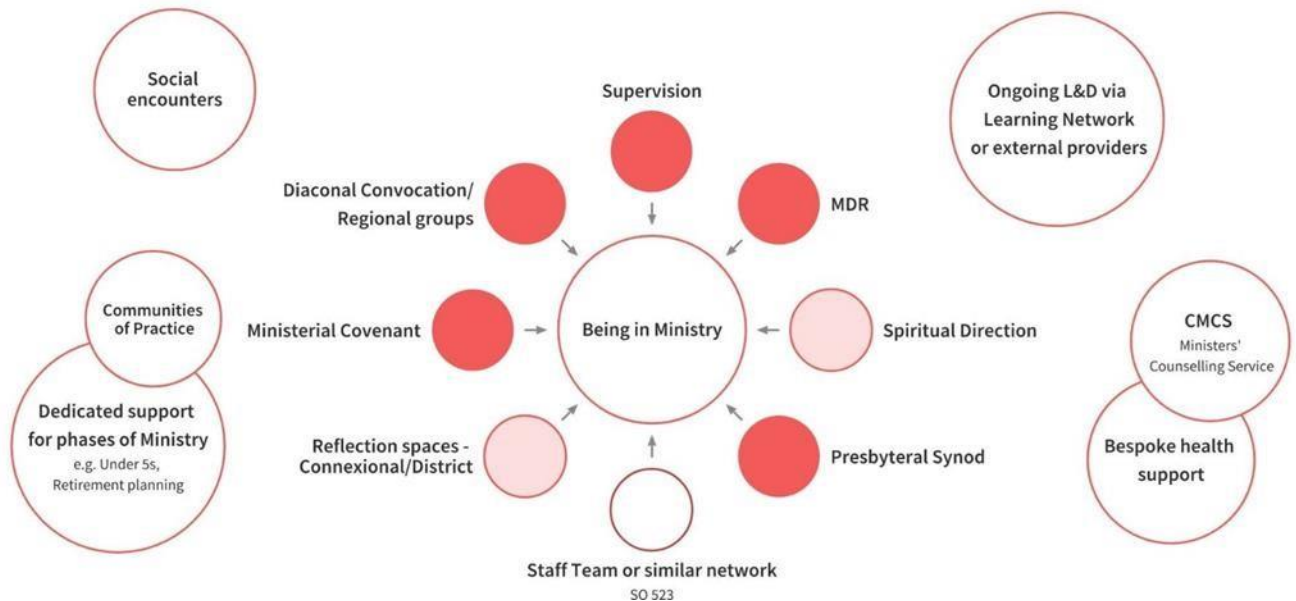 Social
encounters
Supervision
Ongoing L&D via
Learning Network
or external providers
Diaconal Convocation/
Regional groups
MDR
Communities
of Practice
Ministerial Covenant
Being in Ministry
Spiritual Direction
CMCS
Ministers'
Counselling Service
Dedicated support
for phases of Ministry
e.g. Under 5s,
Retirement planning
Reflection spaces -
Connexional/District
Presbyteral Synod
Bespoke health
support
Staff Team or similar network
SO 523